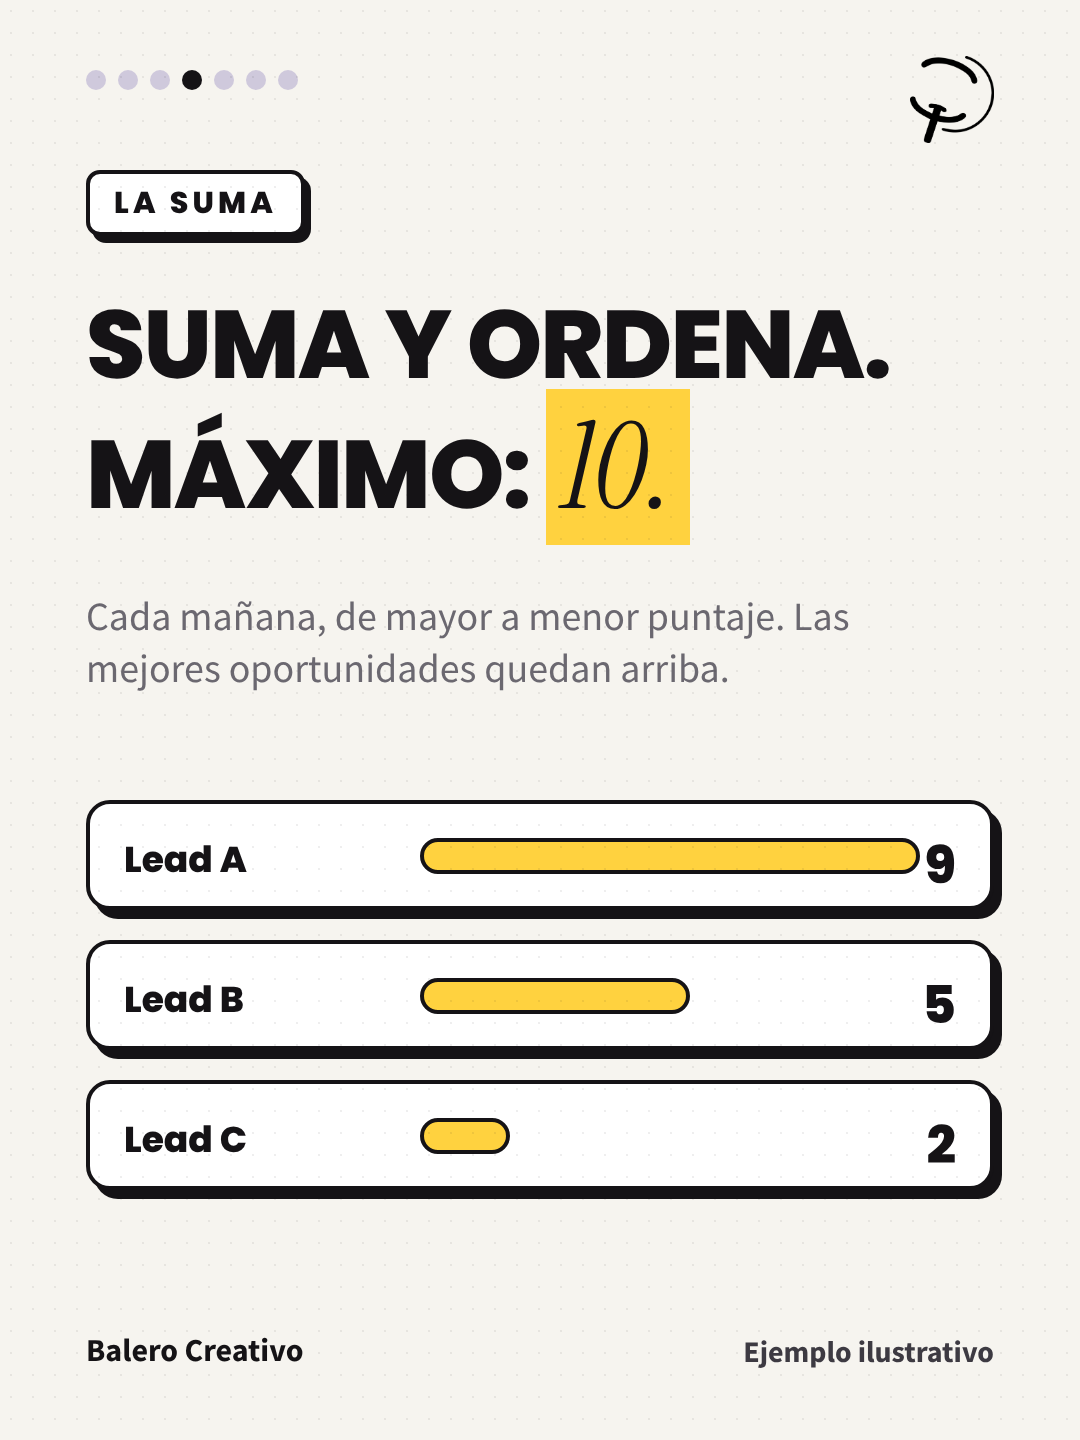 LA SUMA
SUMA Y ORDENA.
MÁXIMO: 10.
Cada mañana, de mayor a menor puntaje. Las
mejores oportunidades quedan arriba.
Lead A 9
Lead B 5
Lead C 2
Balero Creativo
Ejemplo ilustrativo